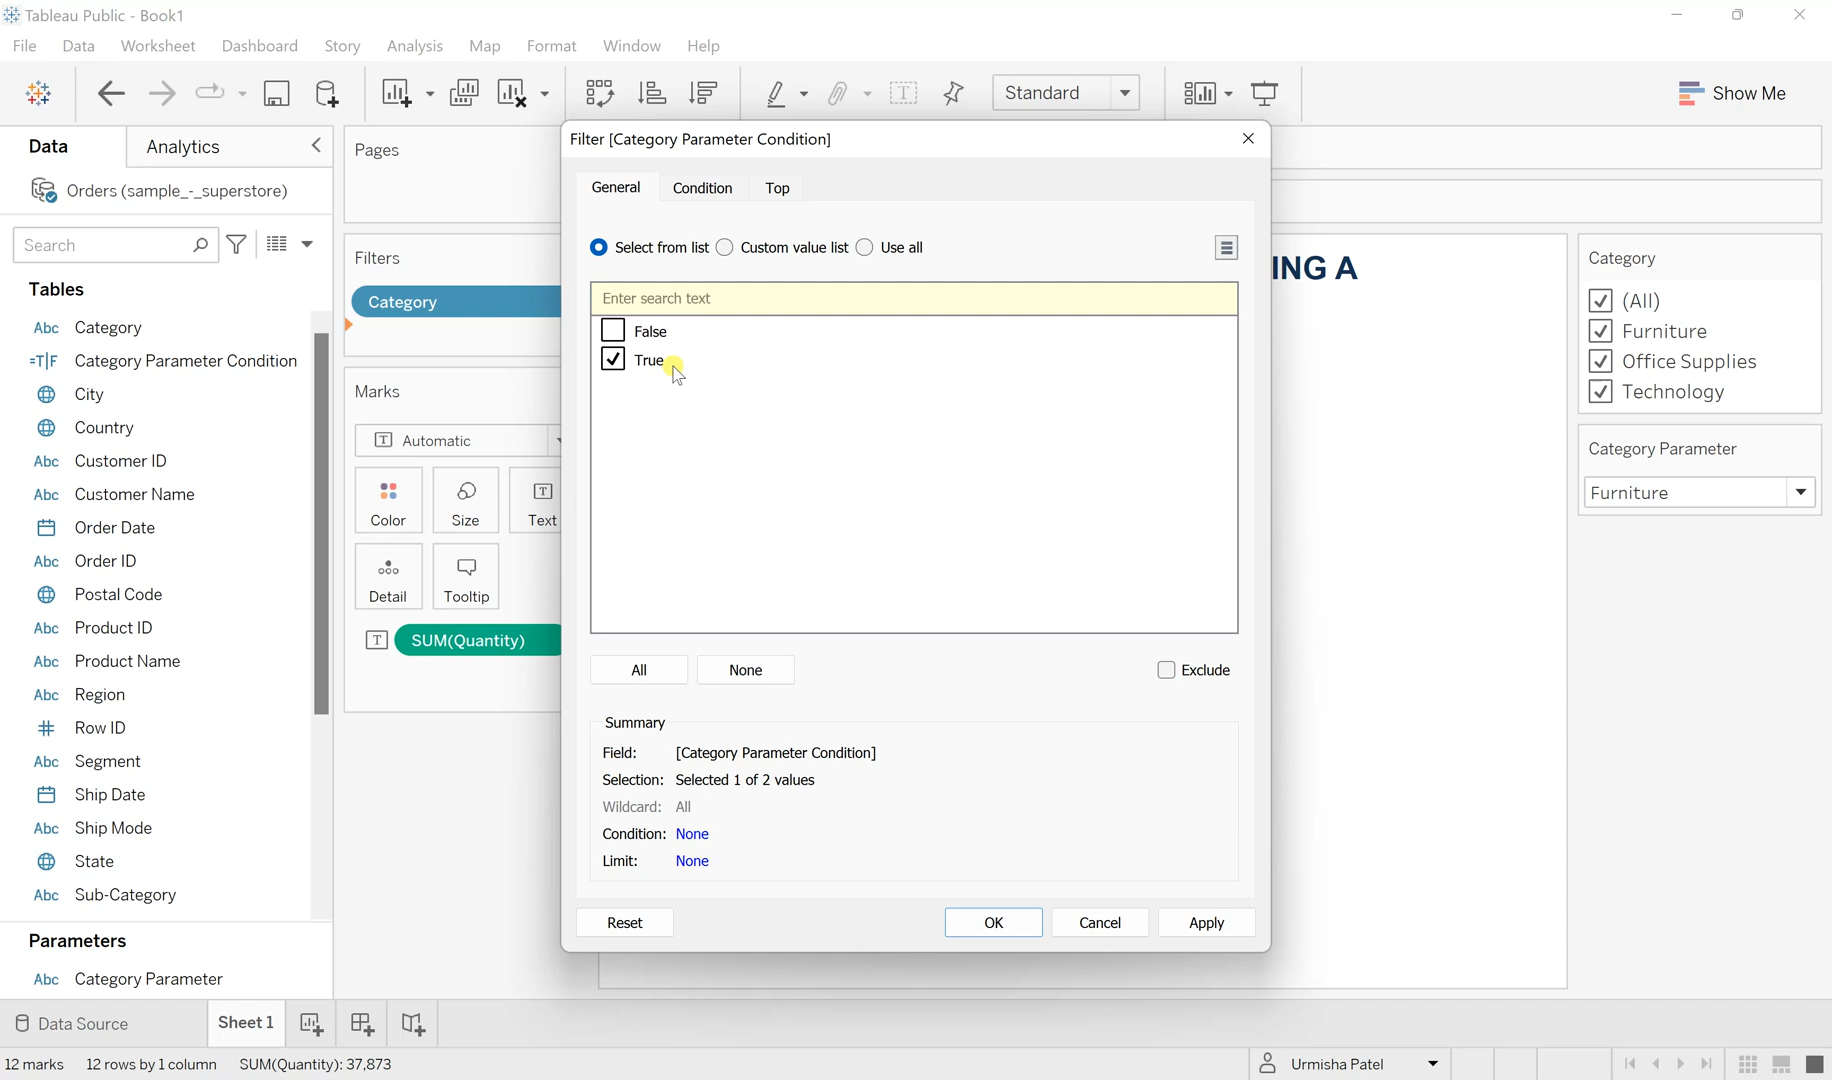 Tableau Public - Book1
File Data Worksheet Dashboard Story Analysis Map Format Window Help
Standard
Show Me
Data
Analytics
Orders (sample_-_superstore)
Search
Tables
Abc Category
=T|F Category Parameter Condition
City
Country
Abc Customer ID
Abc Customer Name
Order Date
Abc Order ID
Postal Code
Abc Product ID
Abc Product Name
Abc Region
# Row ID
Abc Segment
Ship Date
Abc Ship Mode
State
Abc Sub-Category
Parameters
Abc Category Parameter
Pages
Filters
Category
Marks
T Automatic
Color
Size
T
Text
Detail
Tooltip
T SUM(Quantity)
Filter [Category Parameter Condition]
General Condition Top
Select from list Custom value list Use all
Enter search text
False
True
All None Exclude
Summary
Field: [Category Parameter Condition]
Selection: Selected 1 of 2 values
Wildcard: All
Condition: None
Limit: None
Reset OK Cancel Apply
ING A
Category
(All)
Furniture
Office Supplies
Technology
Category Parameter
Furniture
Data Source Sheet 1
12 marks 12 rows by 1 column SUM(Quantity): 37,873 Urmisha Patel